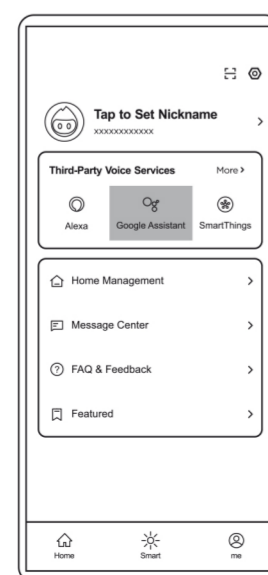 Tap to Set Nickname
xxxxxxxxxxxx
Third-Party Voice Services More
Alexa Google Assistant SmartThings
Home Management
Message Center
? FAQ & Feedback
Featured
Home Smart me